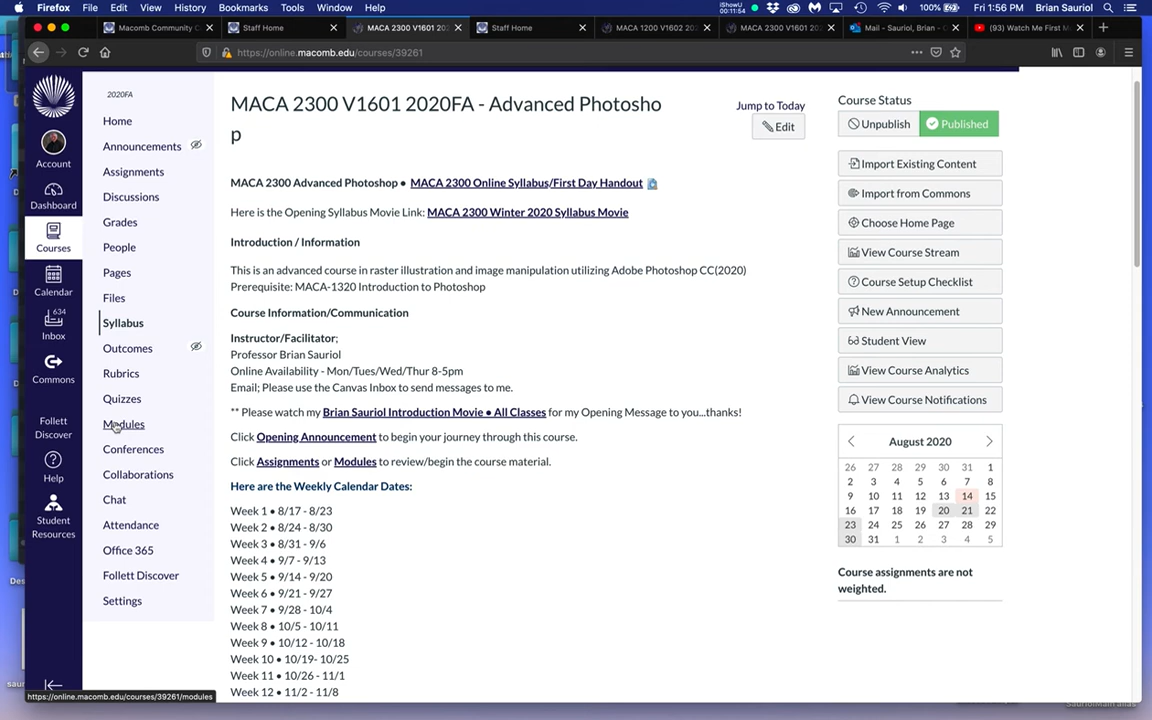 Firefox File Edit View History Bookmarks Tools Window Help
iShowU
00:11:54
100% Fri 1:56 PM Brian Sauriol
Macomb Community C
Staff Home
MACA 2300 V1601 202
Staff Home
MACA 1200 V1602 202
MACA 2300 V1601 202
Mail - Sauriol, Brian - O
(93) Watch Me First M
https://online.macomb.edu/courses/39261
Account
Dashboard
Courses
Calendar
634
Inbox
Commons
Follett
Discover
Help
Student
Resources
2020FA
Home
Announcements
Assignments
Discussions
Grades
People
Pages
Files
Syllabus
Outcomes
Rubrics
Quizzes
Modules
Conferences
Collaborations
Chat
Attendance
Office 365
Follett Discover
Settings
MACA 2300 V1601 2020FA - Advanced Photosho
p
Jump to Today
Edit
MACA 2300 Advanced Photoshop • MACA 2300 Online Syllabus/First Day Handout
Here is the Opening Syllabus Movie Link: MACA 2300 Winter 2020 Syllabus Movie
Introduction / Information
This is an advanced course in raster illustration and image manipulation utilizing Adobe Photoshop CC(2020)
Prerequisite: MACA-1320 Introduction to Photoshop
Course Information/Communication
Instructor/Facilitator;
Professor Brian Sauriol
Online Availability - Mon/Tues/Wed/Thur 8-5pm
Email; Please use the Canvas Inbox to send messages to me.
** Please watch my Brian Sauriol Introduction Movie • All Classes for my Opening Message to you...thanks!
Click Opening Announcement to begin your journey through this course.
Click Assignments or Modules to review/begin the course material.
Here are the Weekly Calendar Dates:
Week 1 • 8/17 - 8/23
Week 2 • 8/24 - 8/30
Week 3 • 8/31 - 9/6
Week 4 • 9/7 - 9/13
Week 5 • 9/14 - 9/20
Week 6 • 9/21 - 9/27
Week 7 • 9/28 - 10/4
Week 8 • 10/5 - 10/11
Week 9 • 10/12 - 10/18
Week 10 • 10/19- 10/25
Week 11 • 10/26 - 11/1
Week 12 • 11/2 - 11/8
Course Status
Unpublish Published
Import Existing Content
Import from Commons
Choose Home Page
View Course Stream
Course Setup Checklist
New Announcement
Student View
View Course Analytics
View Course Notifications
August 2020
26 27 28 29 30 31 1
2 3 4 5 6 7 8
9 10 11 12 13 14 15
16 17 18 19 20 21 22
23 24 25 26 27 28 29
30 31 1 2 3 4 5
Course assignments are not
weighted.
https://online.macomb.edu/courses/39261/modules
SauriolMain alias